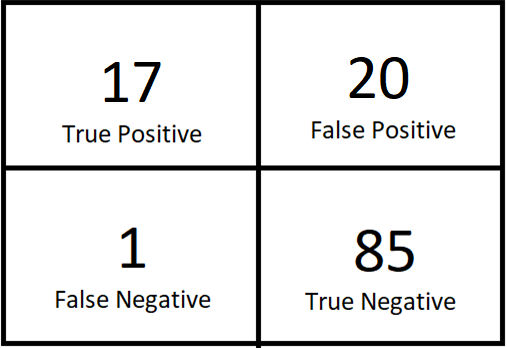 17
True Positive
20
False Positive
1
False Negative
85
True Negative